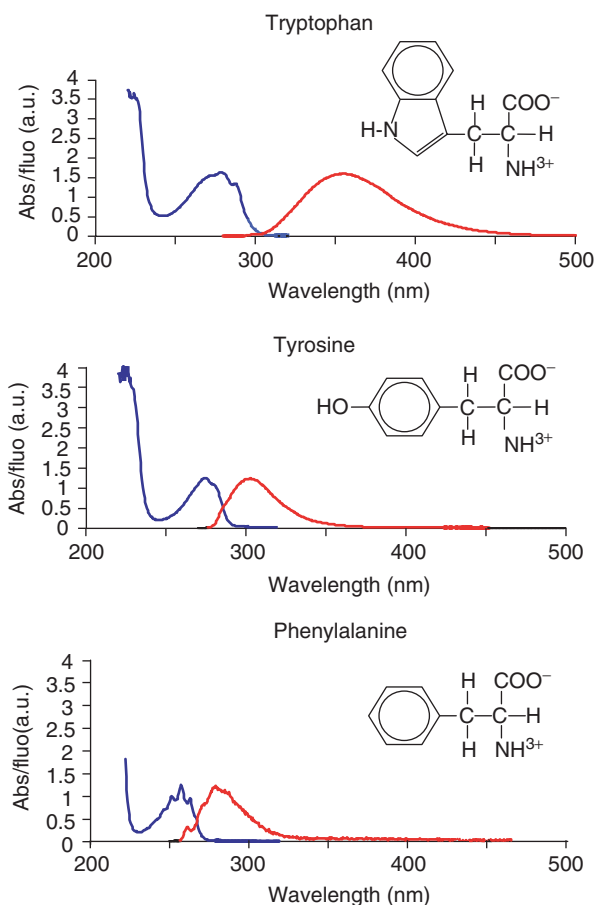 Tryptophan
Abs/fluo (a.u.)
4
3.5
3
2.5
2
1.5
1
0.5
0
200
300
400
500
Wavelength (nm)
H-N
H
COO⁻
C
C
H
H
NH³⁺
Tyrosine
Abs/fluo (a.u.)
4
3.5
3
2.5
2
1.5
1
0.5
0
200
300
400
500
Wavelength (nm)
HO
H
COO⁻
C
C
H
H
NH³⁺
Phenylalanine
Abs/fluo(a.u.)
4
3.5
3
2.5
2
1.5
1
0.5
0
200
300
400
500
Wavelength (nm)
H
COO⁻
C
C
H
H
NH³⁺